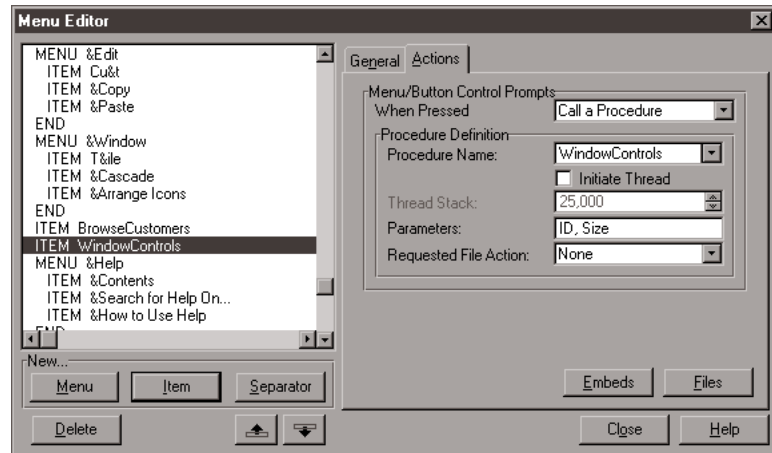 Menu Editor
MENU &Edit
ITEM Cu&t
ITEM &Copy
ITEM &Paste
END
MENU &Window
ITEM T&ile
ITEM &Cascade
ITEM &Arrange Icons
END
ITEM BrowseCustomers
ITEM WindowControls
MENU &Help
ITEM &Contents
ITEM &Search for Help On...
ITEM &How to Use Help
END
New...
Menu Item Separator
Delete
General Actions
Menu/Button Control Prompts
When Pressed Call a Procedure
Procedure Definition
Procedure Name: WindowControls
Initiate Thread
Thread Stack: 25,000
Parameters: ID, Size
Requested File Action: None
Embeds Files
Close Help